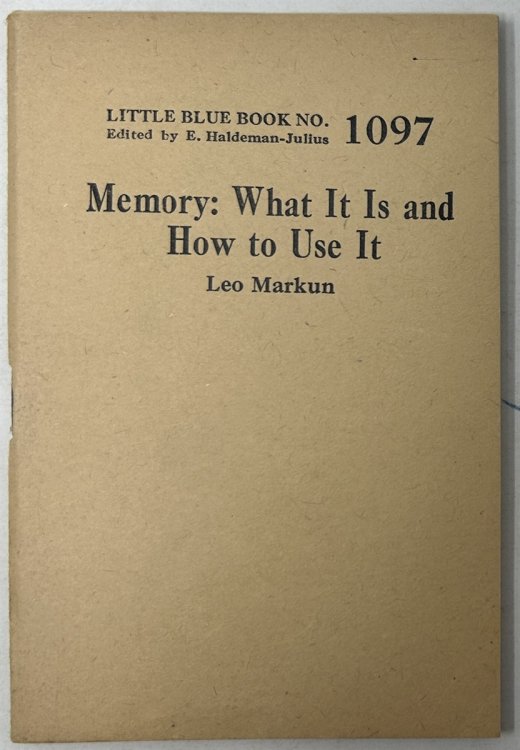 LITTLE BLUE BOOK NO. 1097
Edited by E. Haldeman-Julius
Memory: What It Is and
How to Use It
Leo Markun